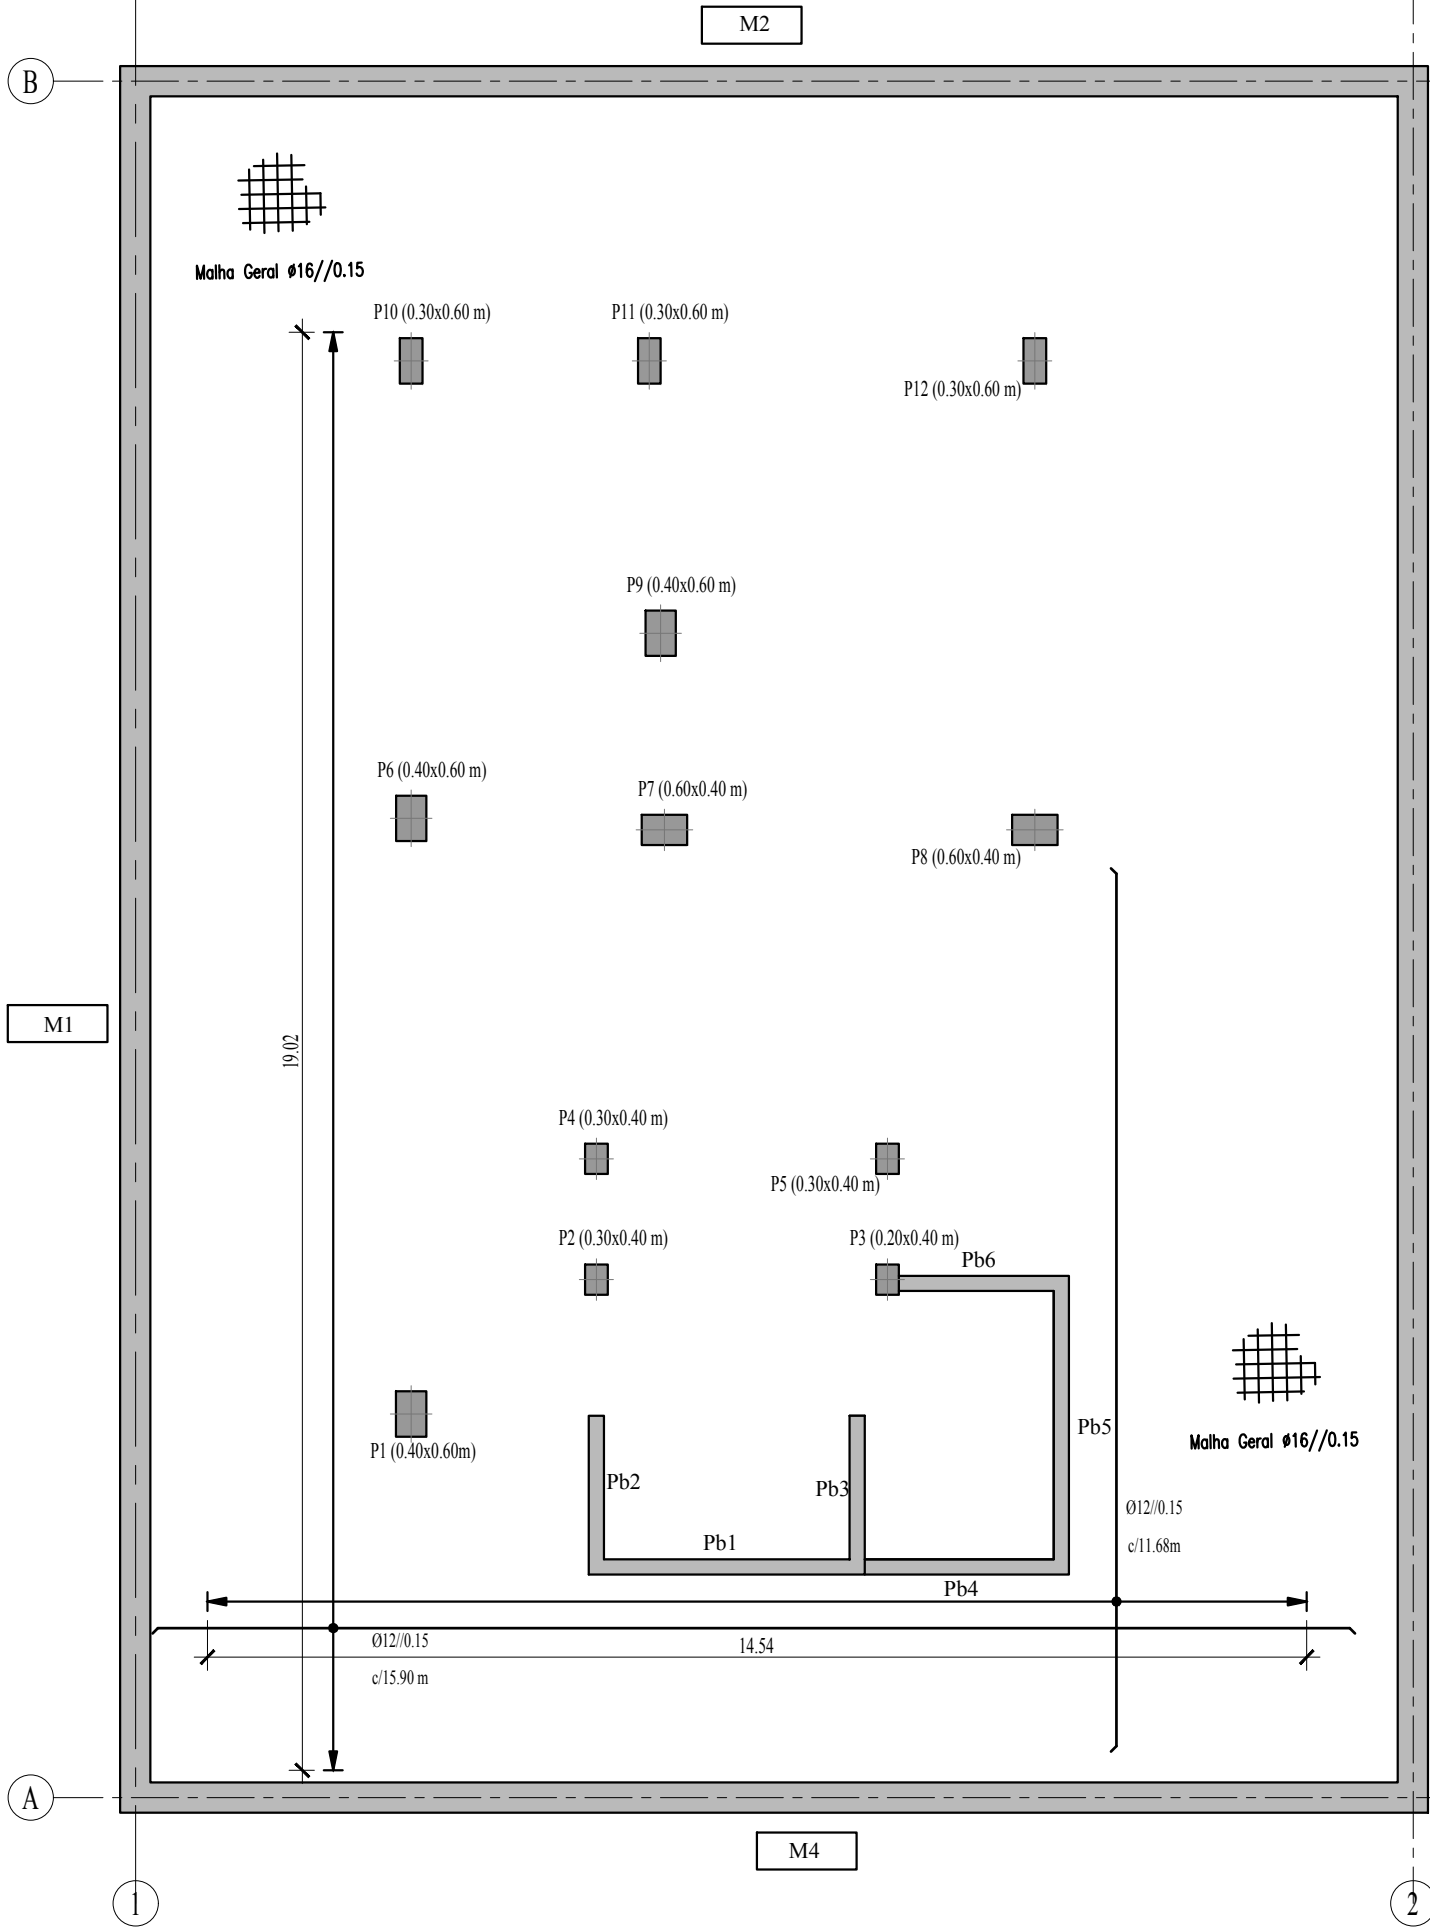 M2
B
Malha Geral ø16//0.15
P10 (0.30x0.60 m)
P11 (0.30x0.60 m)
P12 (0.30x0.60 m)
P9 (0.40x0.60 m)
P6 (0.40x0.60 m)
P7 (0.60x0.40 m)
P8 (0.60x0.40 m)
M1
19.02
P4 (0.30x0.40 m)
P5 (0.30x0.40 m)
P2 (0.30x0.40 m)
P3 (0.20x0.40 m)
Pb6
P1 (0.40x0.60m)
Pb5
Malha Geral ø16//0.15
Pb2
Pb3
Ø12//0.15
c/11.68m
Pb1
Pb4
Ø12//0.15
c/15.90 m
14.54
A
M4
1
2